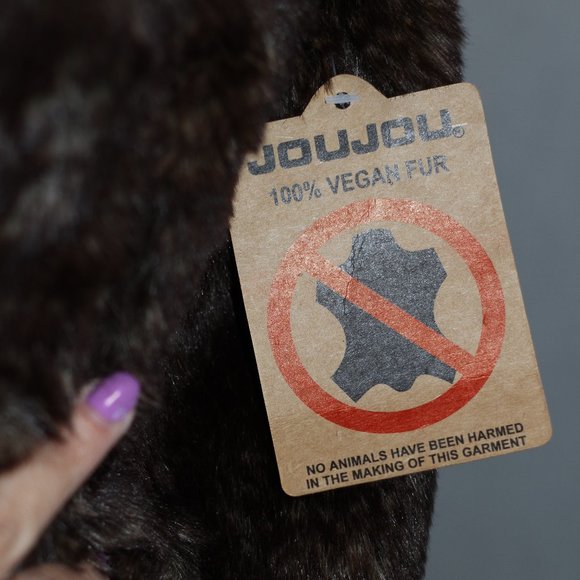 JOUJOU®
100% VEGAN FUR
NO ANIMALS HAVE BEEN HARMED
IN THE MAKING OF THIS GARMENT